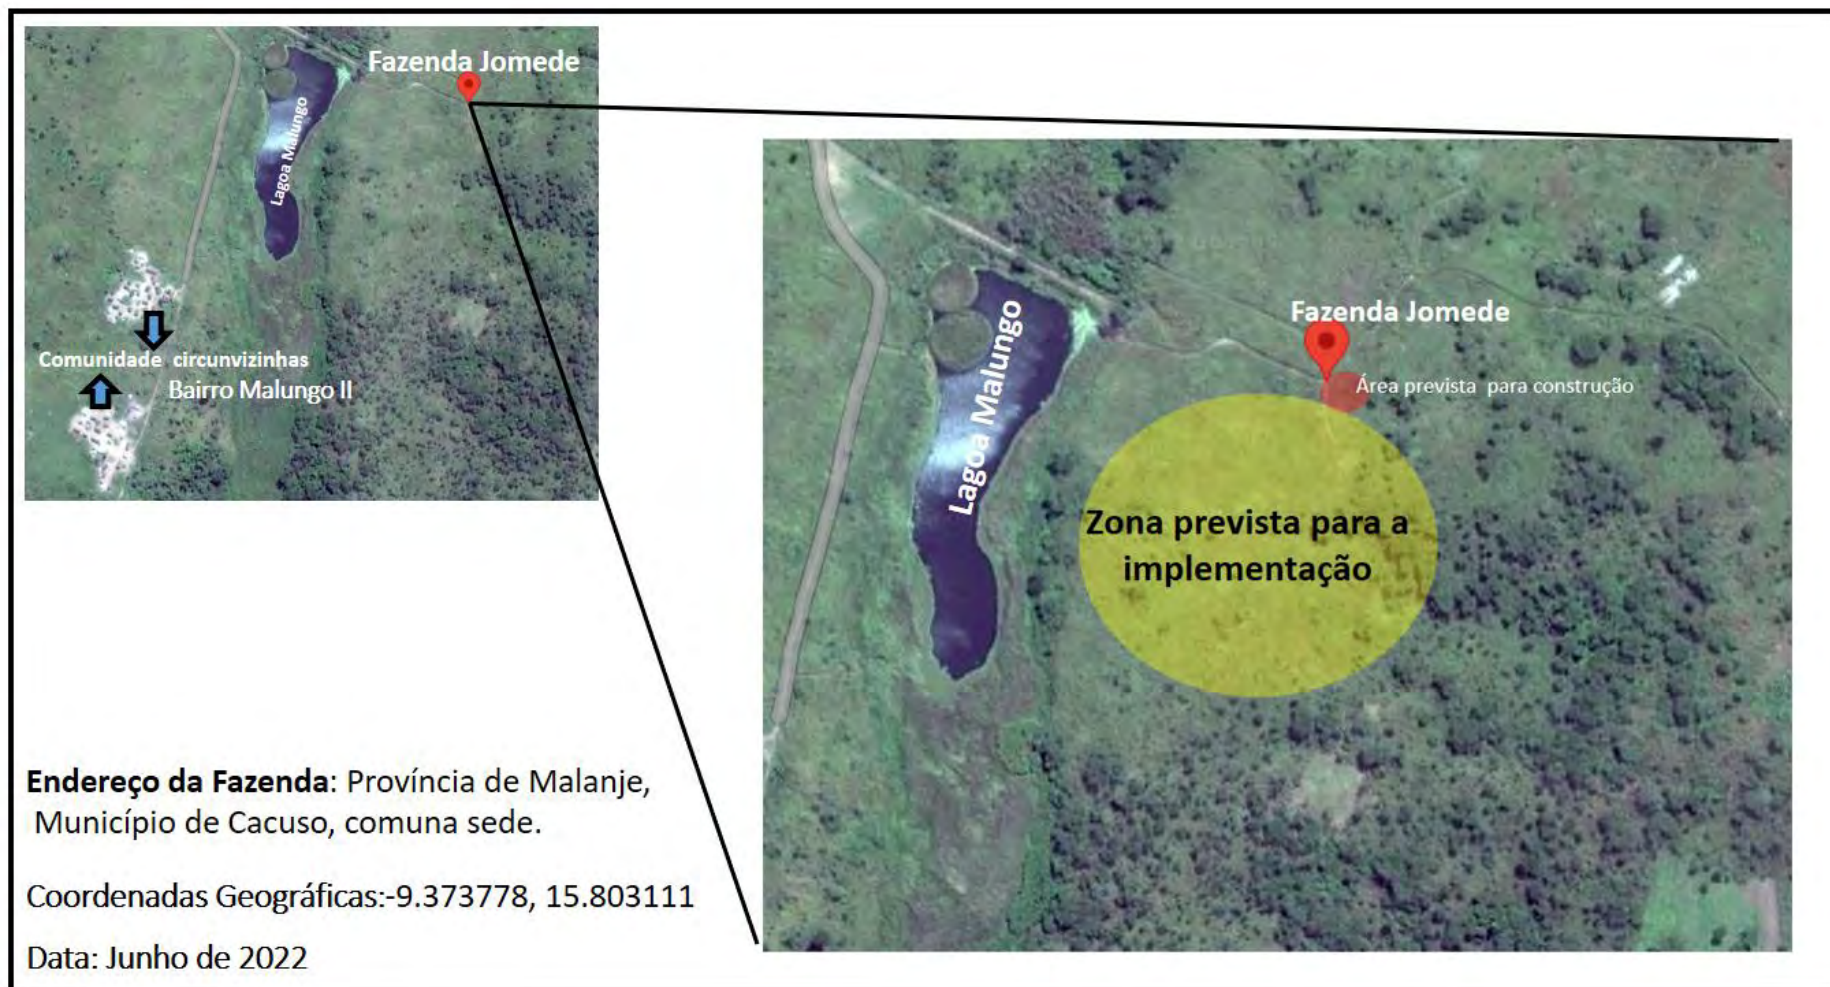 Fazenda Jomede
Lagoa Malungo
Comunidade circunvizinhas
Bairro Malungo II
Fazenda Jomede
Área prevista para construção
Lagoa Malungo
Zona prevista para a
implementação
Endereço da Fazenda: Província de Malanje,
Município de Cacuso, comuna sede.
Coordenadas Geográficas:-9.373778, 15.803111
Data: Junho de 2022